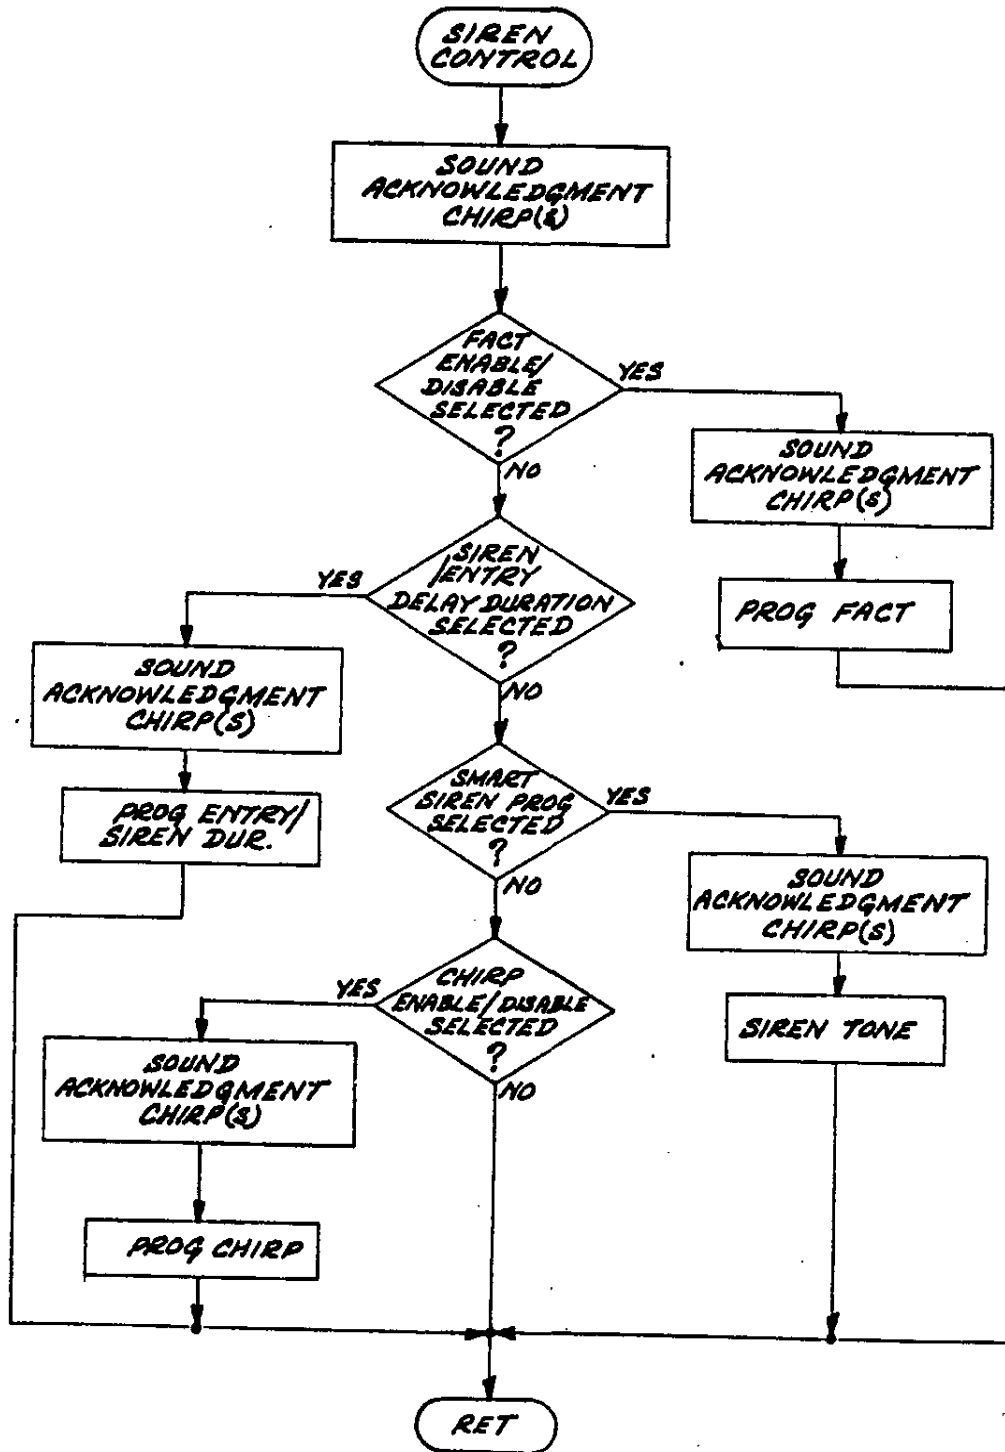 SIREN
CONTROL
SOUND
ACKNOWLEDGMENT
CHIRP(S)
FACT
ENABLE/
DISABLE
SELECTED
?
YES
NO
SOUND
ACKNOWLEDGMENT
CHIRP(S)
PROG FACT
SIREN
/ENTRY
DELAY DURATION
SELECTED
?
YES
NO
SOUND
ACKNOWLEDGMENT
CHIRP(S)
PROG ENTRY/
SIREN DUR.
SMART
SIREN PROG
SELECTED
?
YES
NO
SOUND
ACKNOWLEDGMENT
CHIRP(S)
SIREN TONE
CHIRP
ENABLE/DISABLE
SELECTED
?
YES
NO
SOUND
ACKNOWLEDGMENT
CHIRP(S)
PROG CHIRP
RET